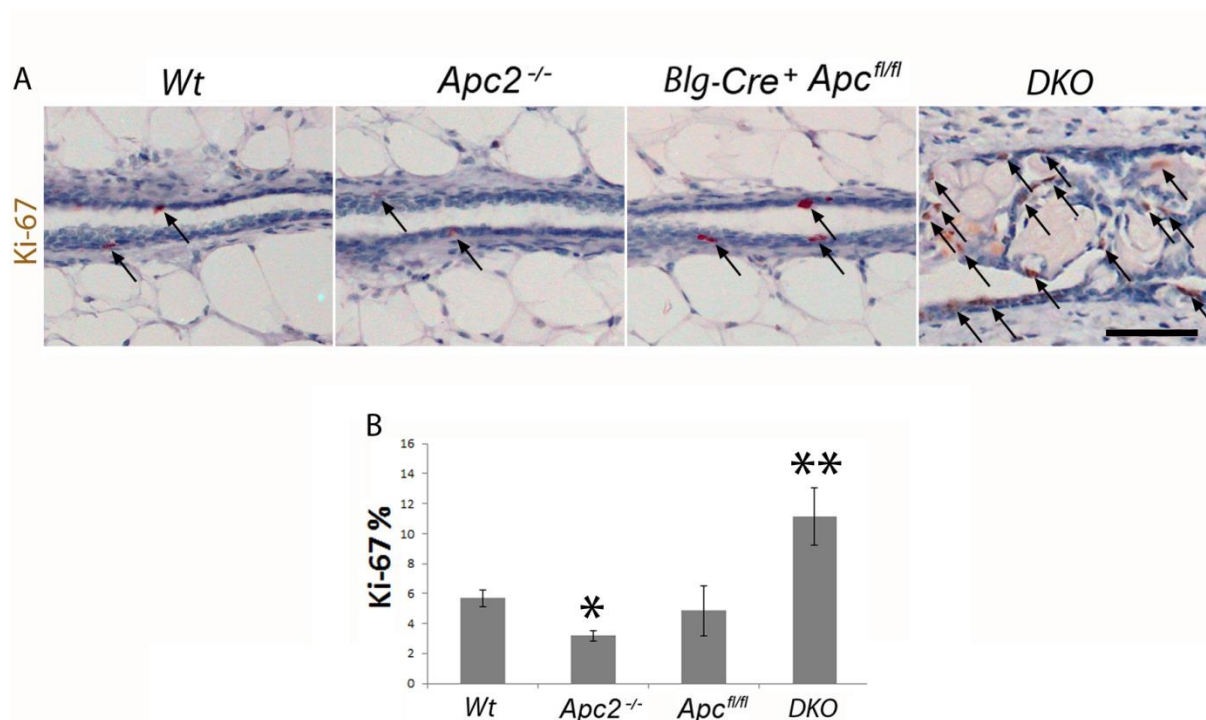 A
Wt Apc2-/- Blg-Cre+ Apcfl/fl DKO
Ki-67
B
Ki-67 %
16
14
12
10
8
6
4
2
0
*
**
Wt Apc2-/- Apcfl/fl DKO